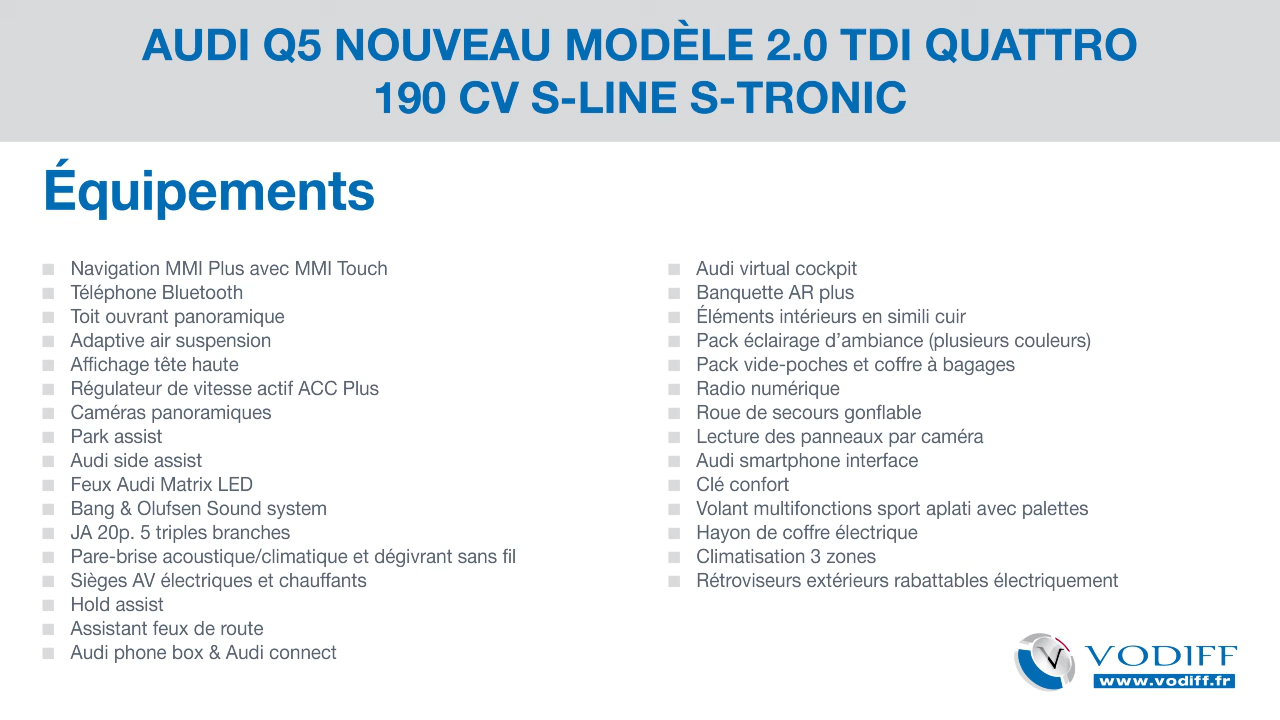 AUDI Q5 NOUVEAU MODÈLE 2.0 TDI QUATTRO
190 CV S-LINE S-TRONIC
Équipements
Navigation MMI Plus avec MMI Touch
Téléphone Bluetooth
Toit ouvrant panoramique
Adaptive air suspension
Affichage tête haute
Régulateur de vitesse actif ACC Plus
Caméras panoramiques
Park assist
Audi side assist
Feux Audi Matrix LED
Bang & Olufsen Sound system
JA 20p. 5 triples branches
Pare-brise acoustique/climatique et dégivrant sans fil
Sièges AV électriques et chauffants
Hold assist
Assistant feux de route
Audi phone box & Audi connect
Audi virtual cockpit
Banquette AR plus
Éléments intérieurs en simili cuir
Pack éclairage d’ambiance (plusieurs couleurs)
Pack vide-poches et coffre à bagages
Radio numérique
Roue de secours gonflable
Lecture des panneaux par caméra
Audi smartphone interface
Clé confort
Volant multifonctions sport aplati avec palettes
Hayon de coffre électrique
Climatisation 3 zones
Rétroviseurs extérieurs rabattables électriquement
V VODIFF
www.vodiff.fr